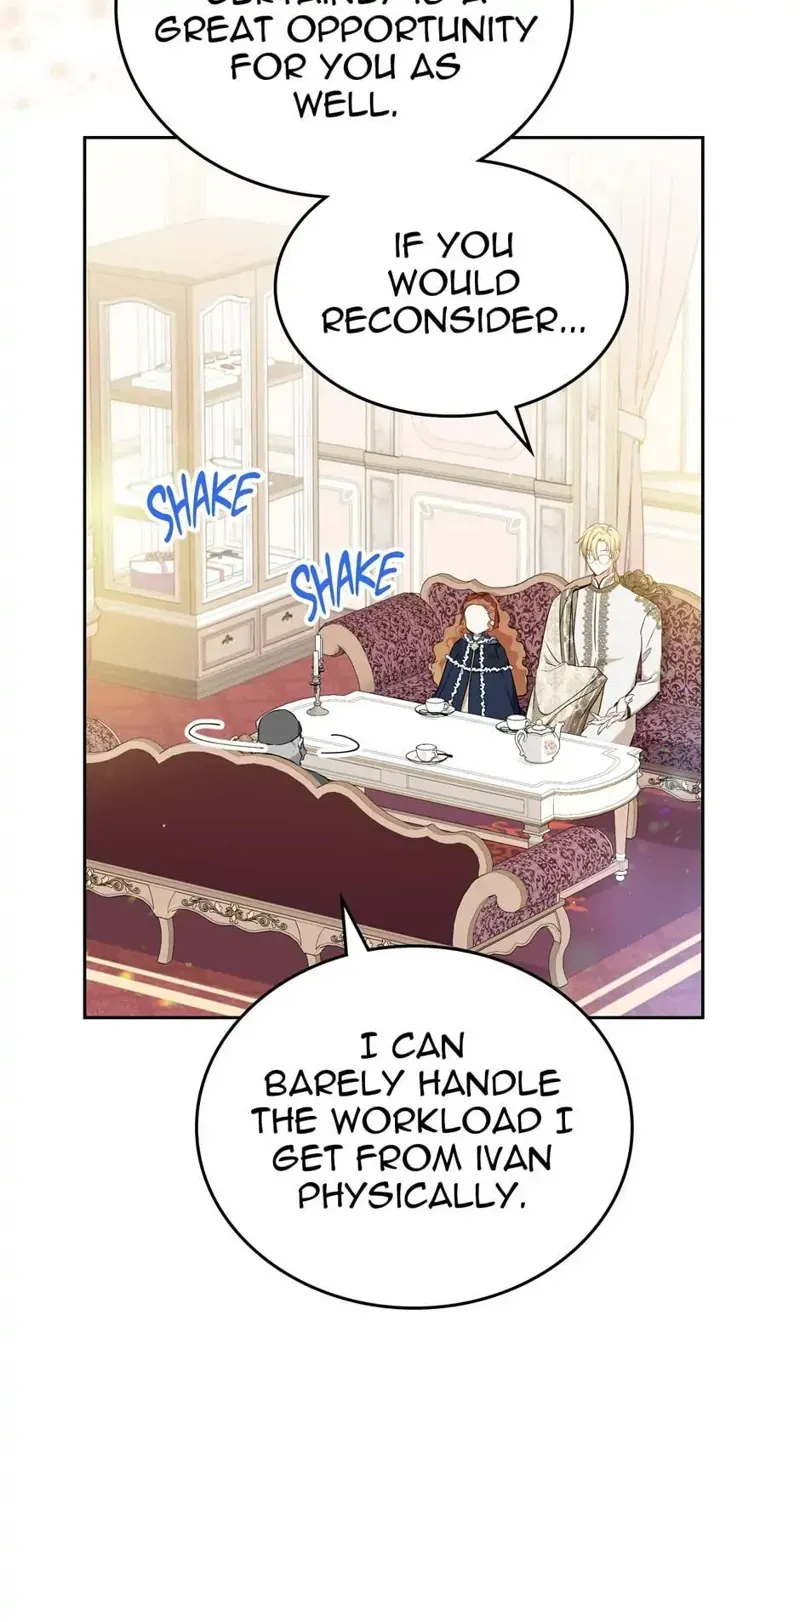 IS A
GREAT OPPORTUNITY
FOR YOU AS
WELL.
IF YOU
WOULD
RECONSIDER...
SHAKE
SHAKE
I CAN
BARELY HANDLE
THE WORKLOAD I
GET FROM IVAN
PHYSICALLY.